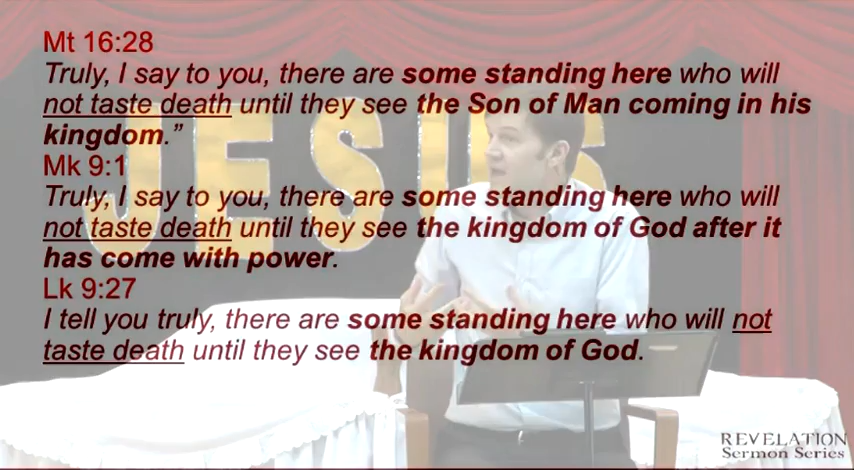 Mt 16:28
Truly, I say to you, there are some standing here who will
not taste death until they see the Son of Man coming in his
kingdom.”
Mk 9:1
Truly, I say to you, there are some standing here who will
not taste death until they see the kingdom of God after it
has come with power.
Lk 9:27
I tell you truly, there are some standing here who will not
taste death until they see the kingdom of God.
JESUS
REVELATION
Sermon Series